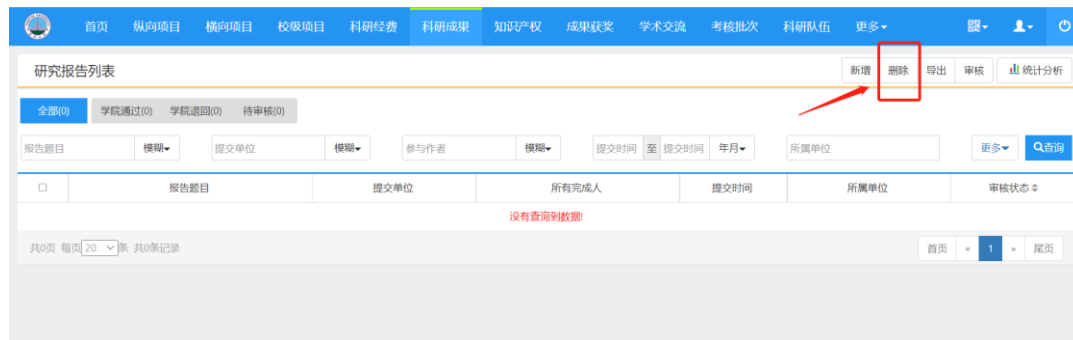 首页 纵向项目 横向项目 校级项目 科研经费 科研成果 知识产权 成果获奖 学术交流 考核批次 科研队伍 更多
研究报告列表 新增 删除 导出 审核 统计分析
全部(0) 学院通过(0) 学院退回(0) 待审核(0)
报告题目 模糊 提交单位 模糊 参与作者 模糊 提交时间 至 提交时间 年月 所属单位 更多 查询
报告题目 提交单位 所有完成人 提交时间 所属单位 审核状态
没有查询到数据!
共0页 每页 20 条 共0条记录 首页 « 1 » 尾页